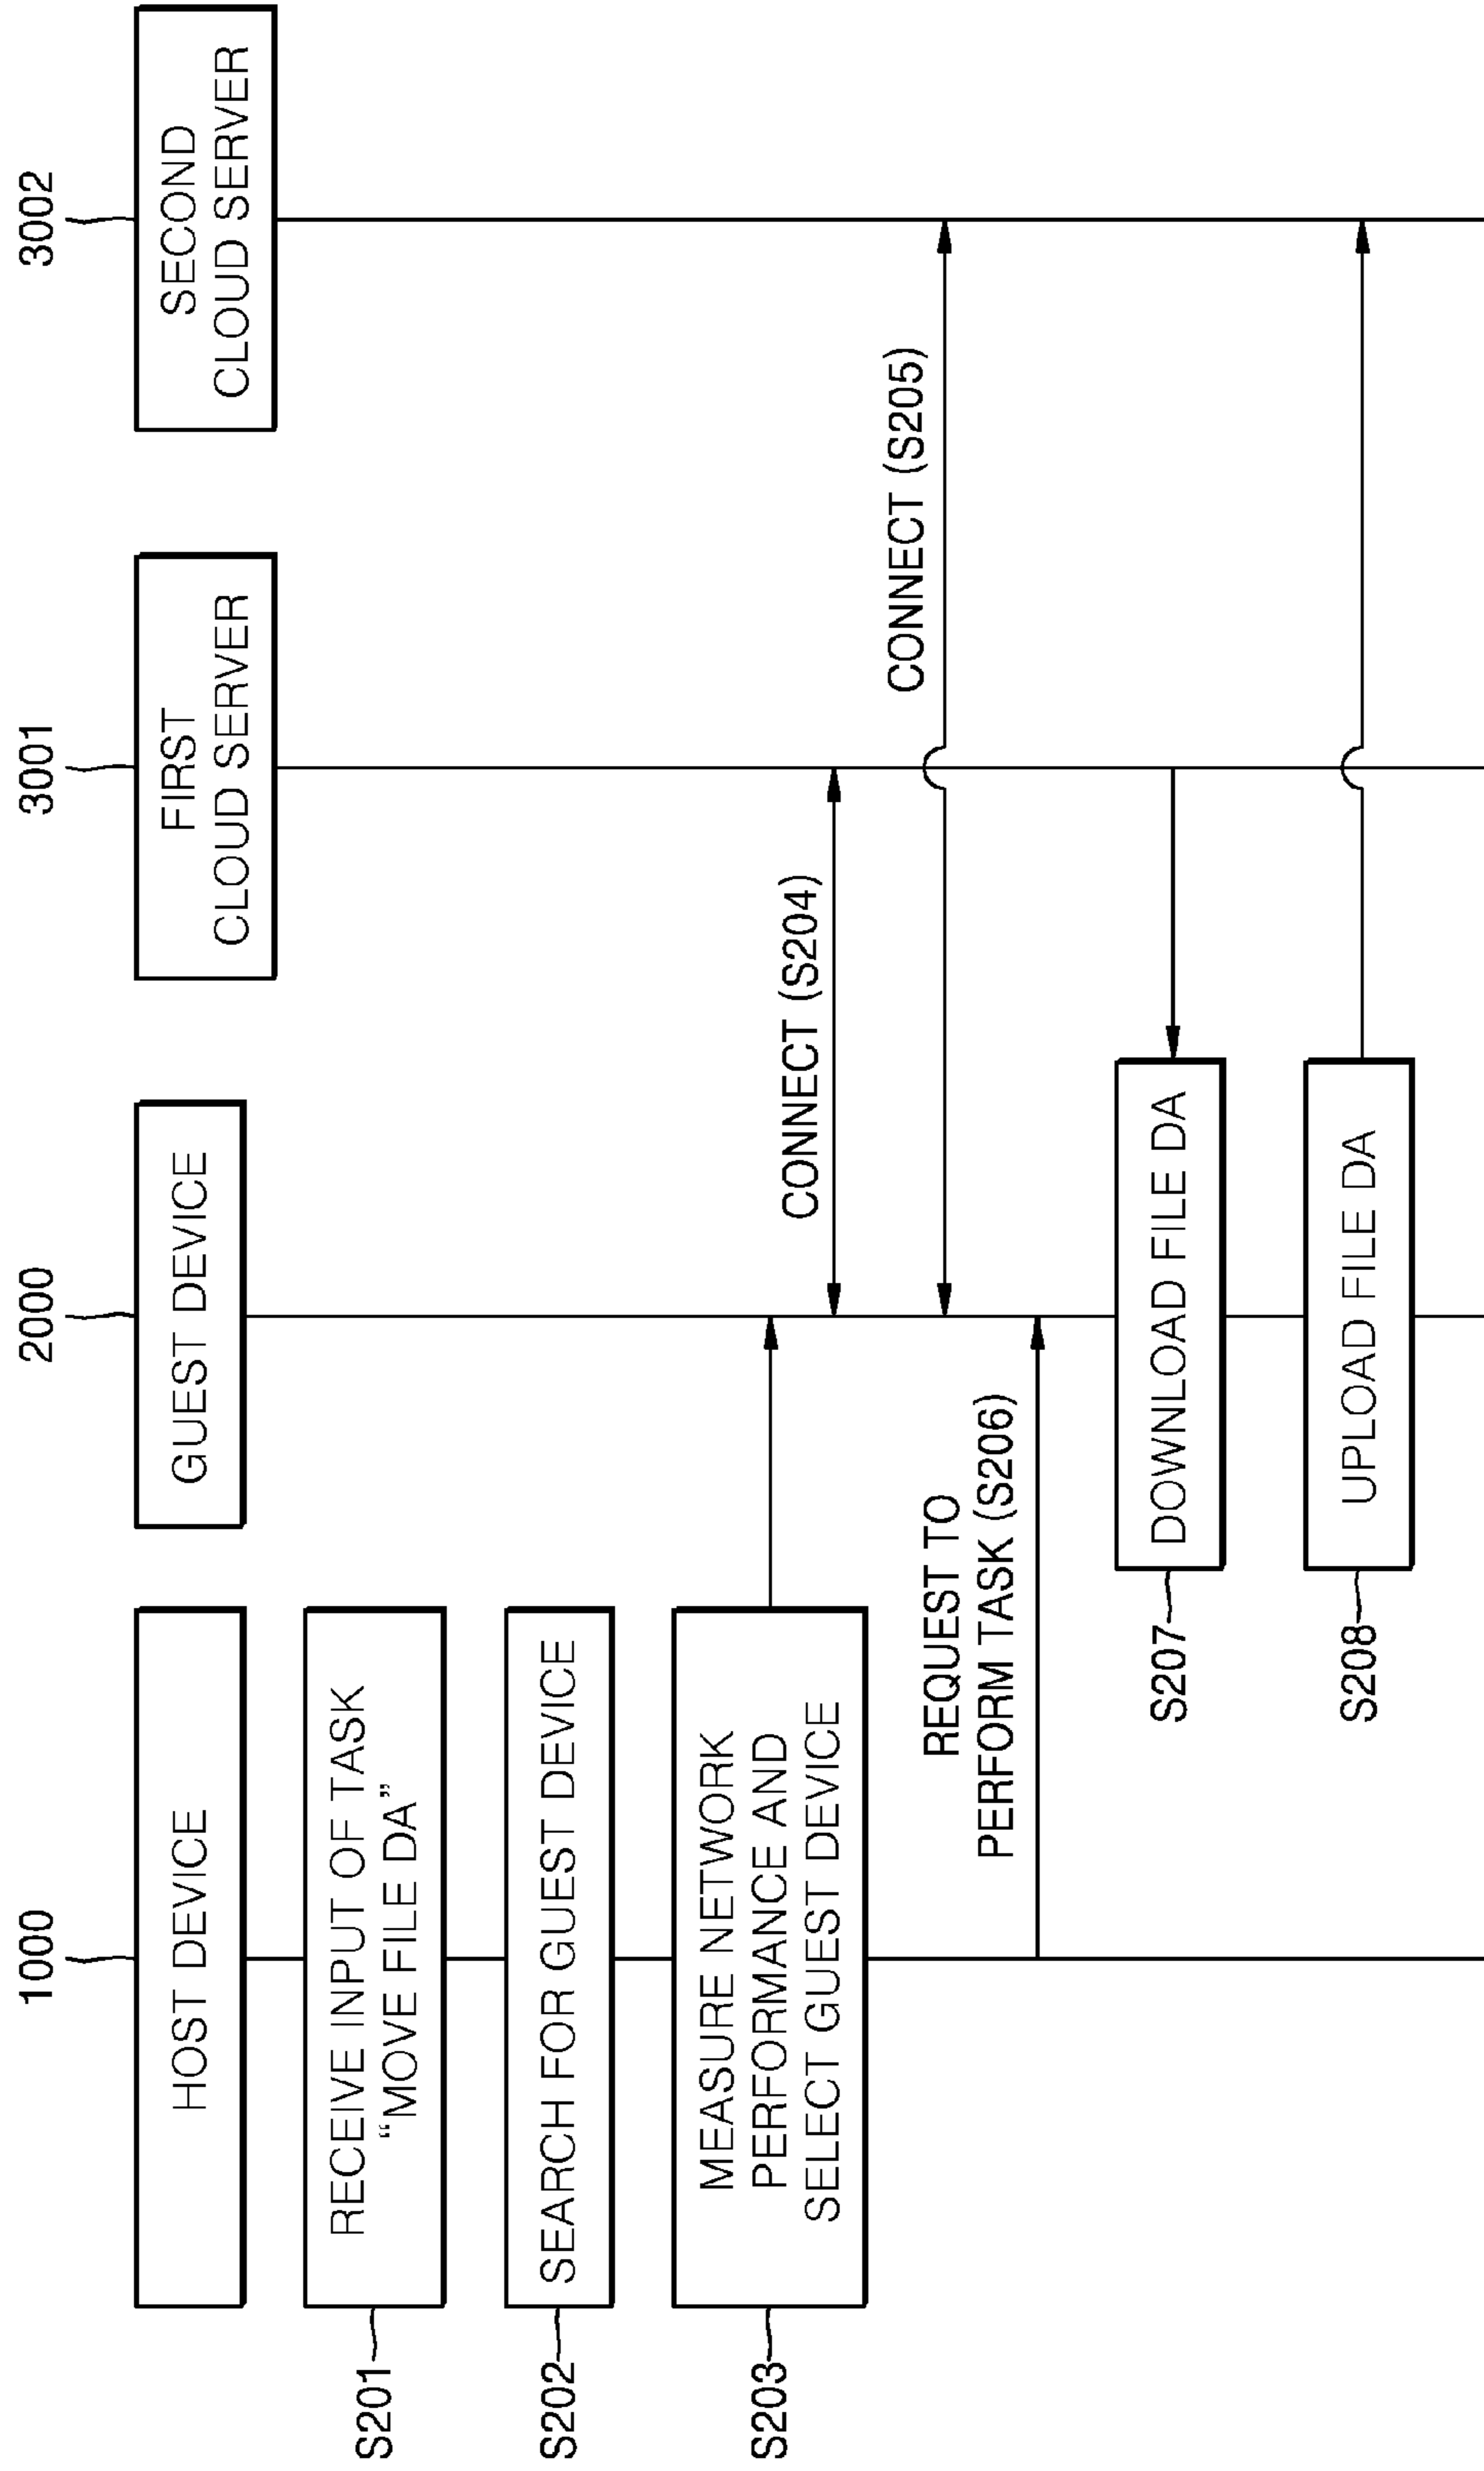 1000
2000
3001
3002
HOST DEVICE
GUEST DEVICE
FIRST
CLOUD SERVER
SECOND
CLOUD SERVER
S201
RECEIVE INPUT OF TASK
“MOVE FILE DA”
S202
SEARCH FOR GUEST DEVICE
S203
MEASURE NETWORK
PERFORMANCE AND
SELECT GUEST DEVICE
CONNECT (S204)
CONNECT (S205)
REQUEST TO
PERFORM TASK (S206)
S207
DOWNLOAD FILE DA
S208
UPLOAD FILE DA